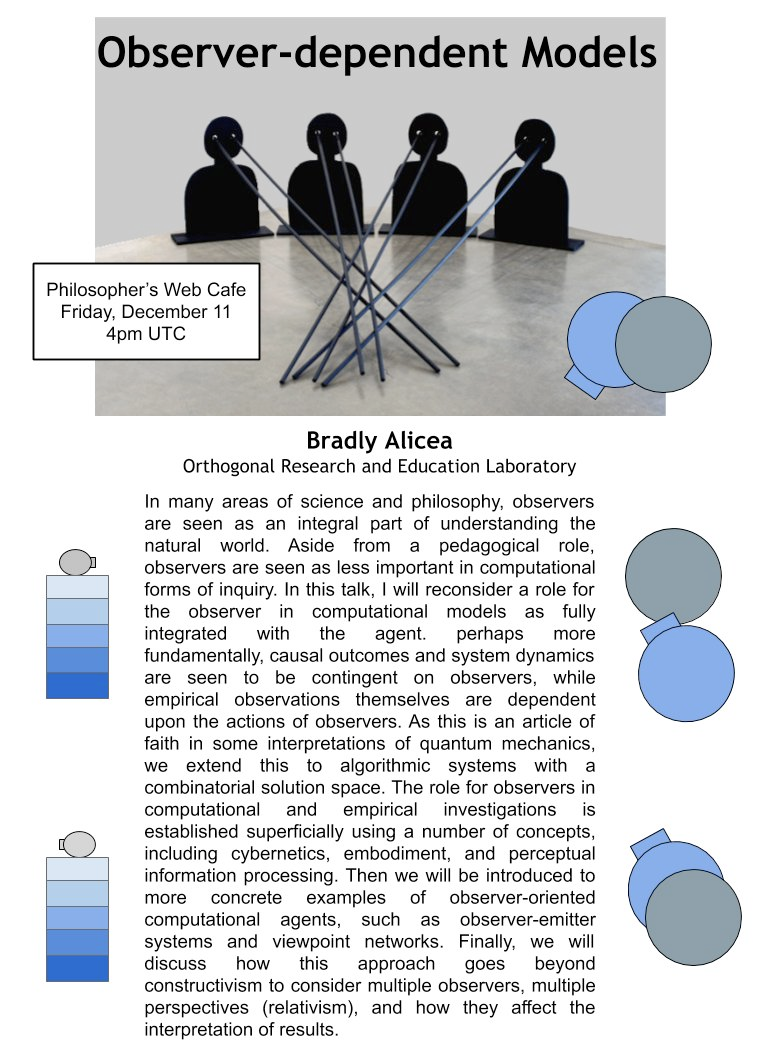 Observer-dependent Models
Philosopher's Web Cafe
Friday, December 11
4pm UTC
Bradly Alicea
Orthogonal Research and Education Laboratory
In many areas of science and philosophy, observers
are seen as an integral part of understanding the
natural world. Aside from a pedagogical role,
observers are seen as less important in computational
forms of inquiry. In this talk, I will reconsider a role for
the observer in computational models as fully
integrated with the agent. perhaps more
fundamentally, causal outcomes and system dynamics
are seen to be contingent on observers, while
empirical observations themselves are dependent
upon the actions of observers. As this is an article of
faith in some interpretations of quantum mechanics,
we extend this to algorithmic systems with a
combinatorial solution space. The role for observers in
computational and empirical investigations is
established superficially using a number of concepts,
including cybernetics, embodiment, and perceptual
information processing. Then we will be introduced to
more concrete examples of observer-oriented
computational agents, such as observer-emitter
systems and viewpoint networks. Finally, we will
discuss how this approach goes beyond
constructivism to consider multiple observers, multiple
perspectives (relativism), and how they affect the
interpretation of results.